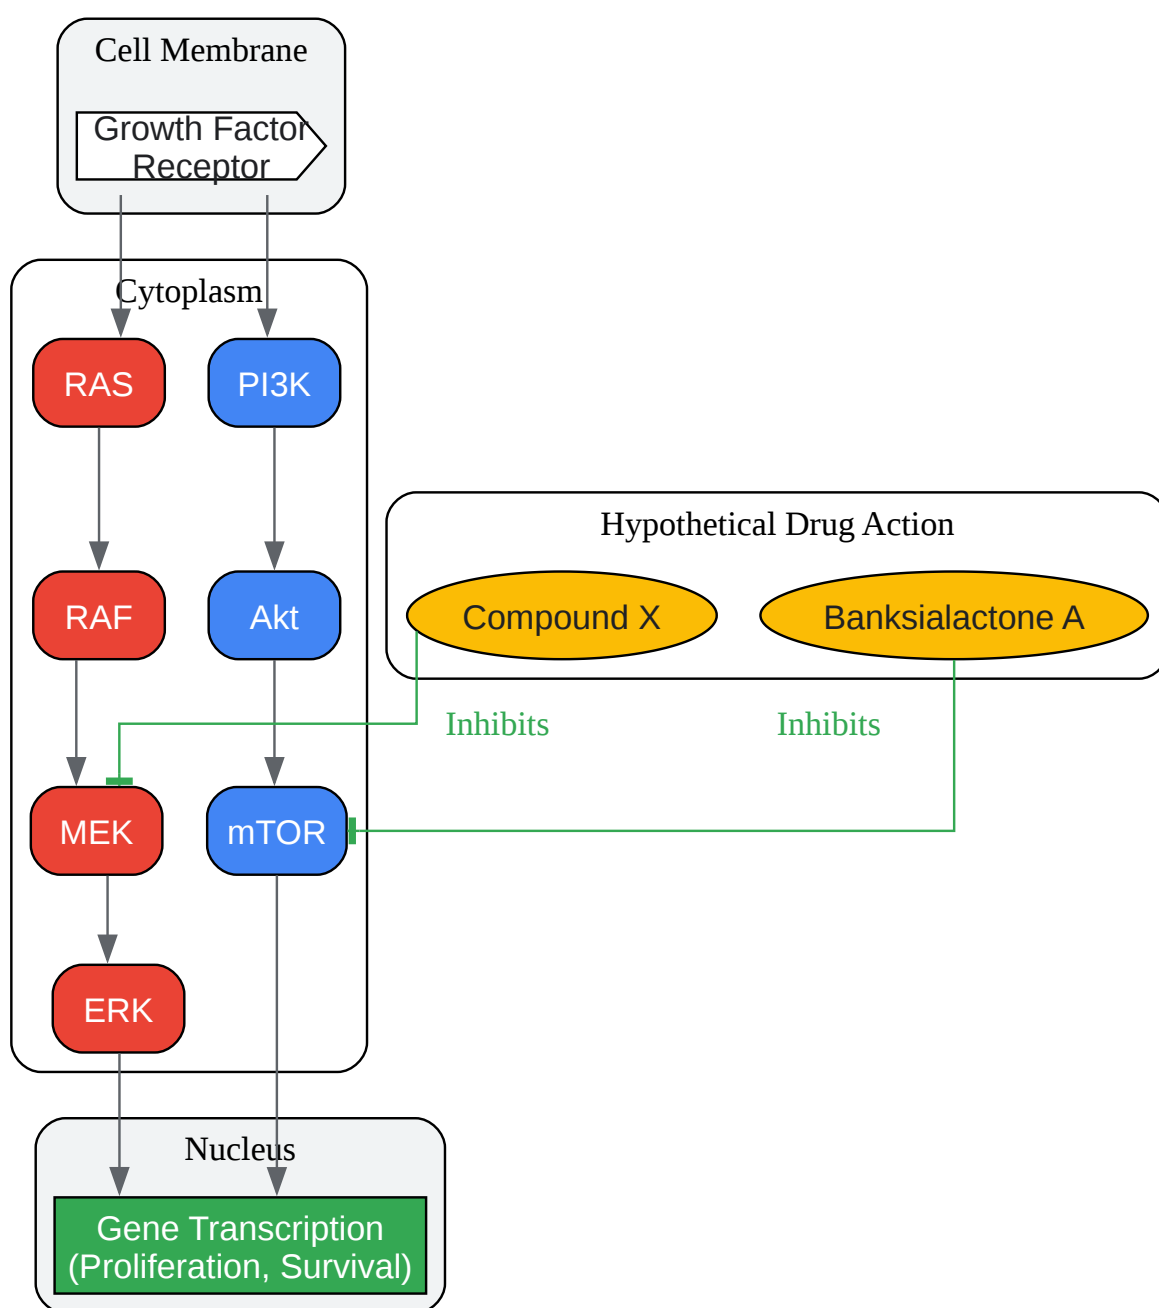 Cell Membrane
Growth Factor
Receptor
Cytoplasm
RAS
PI3K
Hypothetical Drug Action
RAF
Akt
Compound X
Banksialactone A
Inhibits
Inhibits
MEK
mTOR
ERK
Nucleus
Gene Transcription
(Proliferation, Survival)